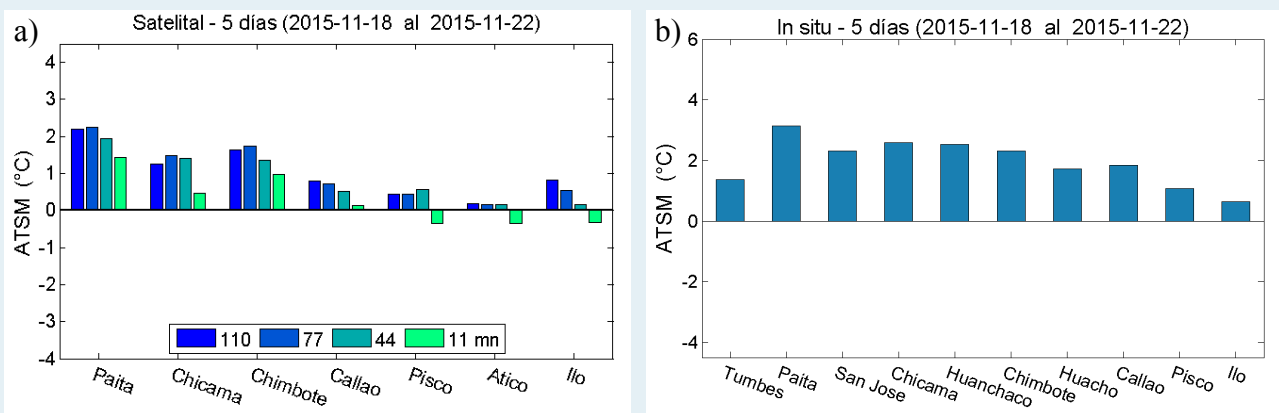 a)
Satelital - 5 días (2015-11-18 al 2015-11-22)
4
3
2
1
0
-1
-2
-3
-4
ATSM (°C)
110 77 44 11 mn
Paita Chicama Chimbote Callao Pisco Atico Ilo
b)
In situ - 5 días (2015-11-18 al 2015-11-22)
6
4
2
0
-2
-4
ATSM (°C)
Tumbes Paita San Jose Chicama Huanchaco Chimbote Huacho Callao Pisco Ilo